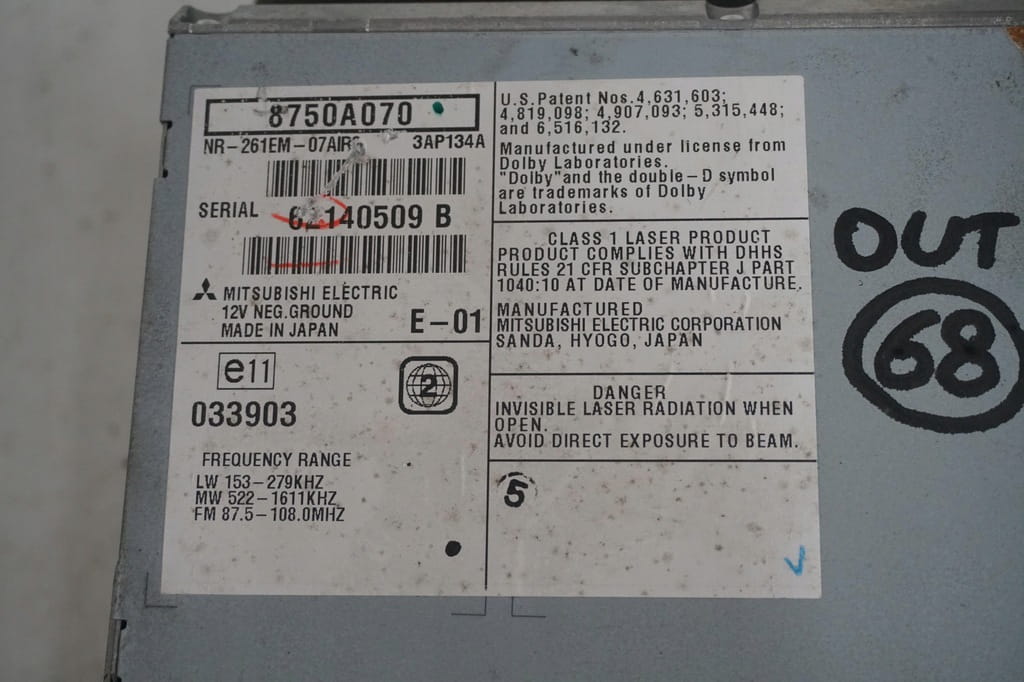 8750A070
3AP134A
SERIAL 140509 B
MITSUBISHI ELECTRIC
12V NEG.GROUND
MADE IN JAPAN
E-01
e11
2
033903
FREQUENCY RANGE
LW 153-279KHZ
MW 522-1611KHZ
FM 87.5-108.0MHZ
U.S.Patent Nos.4,631,603;
4,819,098; 4,907,093; 5,315,448;
and 6,516,132.
Manufactured under license from
Dolby Laboratories.
"Dolby" and the double-D symbol
are trademarks of Dolby
Laboratories.
CLASS 1 LASER PRODUCT
PRODUCT COMPLIES WITH DHHS
RULES 21 CFR SUBCHAPTER J PART
1040:10 AT DATE OF MANUFACTURE.
MANUFACTURED
MITSUBISHI ELECTRIC CORPORATION
SANDA, HYOGO, JAPAN
DANGER
INVISIBLE LASER RADIATION WHEN
OPEN.
AVOID DIRECT EXPOSURE TO BEAM.
5
OUT
68